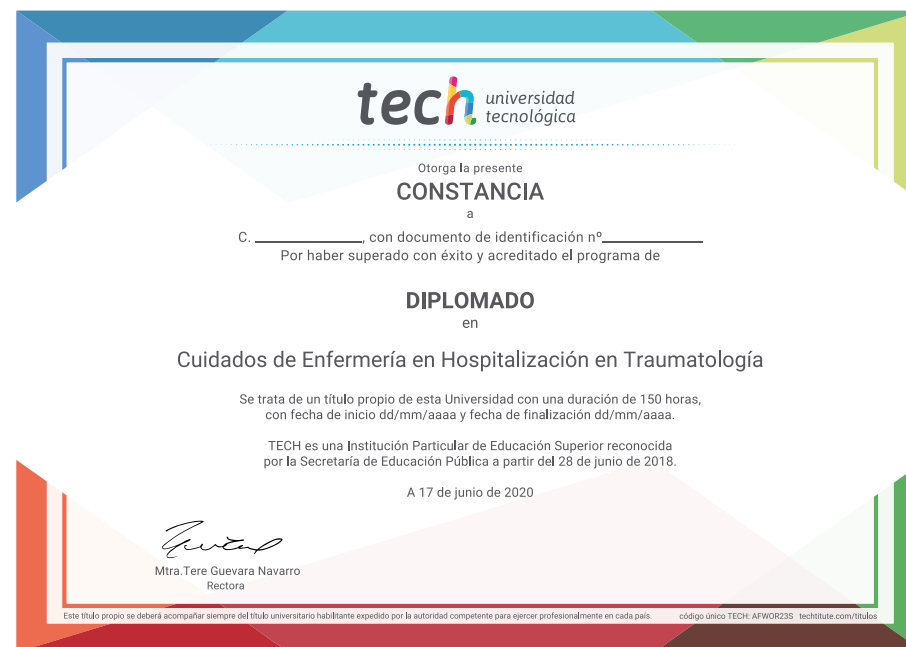 tech universidad
tecnológica
Otorga la presente
CONSTANCIA
a
C. ____________, con documento de identificación nº____________
Por haber superado con éxito y acreditado el programa de
DIPLOMADO
en
Cuidados de Enfermería en Hospitalización en Traumatología
Se trata de un título propio de esta Universidad con una duración de 150 horas,
con fecha de inicio dd/mm/aaaa y fecha de finalización dd/mm/aaaa.
TECH es una Institución Particular de Educación Superior reconocida
por la Secretaría de Educación Pública a partir del 28 de junio de 2018.
A 17 de junio de 2020
Mtra.Tere Guevara Navarro
Rectora
Este título propio se deberá acompañar siempre del título universitario habilitante expedido por la autoridad competente para ejercer profesionalmente en cada país. código único TECH: AFWOR23S techtitute.com/titulos